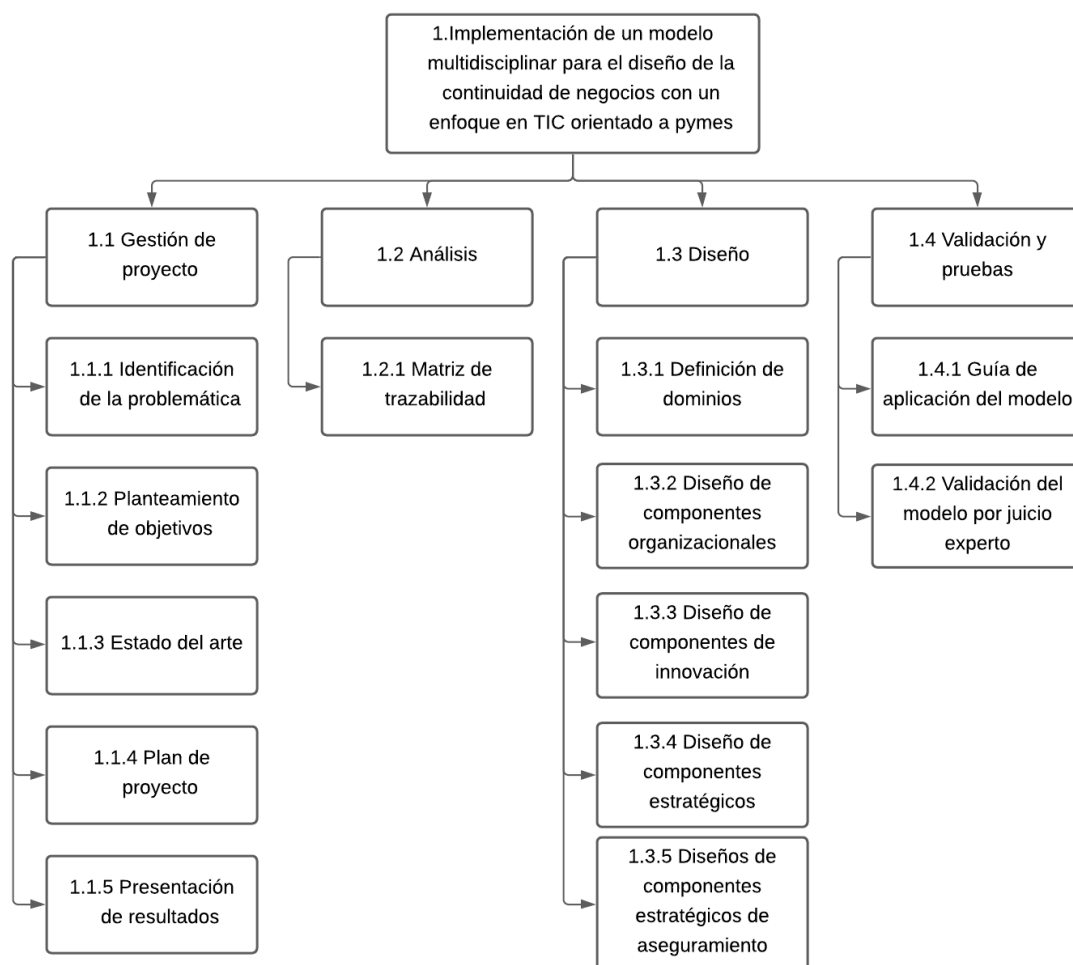 1.Implementación de un modelo
multidisciplinar para el diseño de la
continuidad de negocios con un
enfoque en TIC orientado a pymes
1.1 Gestión de
proyecto
1.2 Análisis
1.3 Diseño
1.4 Validación y
pruebas
1.1.1 Identificación
de la problemática
1.2.1 Matriz de
trazabilidad
1.3.1 Definición de
dominios
1.4.1 Guía de
aplicación del modelo
1.1.2 Planteamiento
de objetivos
1.3.2 Diseño de
componentes
organizacionales
1.4.2 Validación del
modelo por juicio
experto
1.1.3 Estado del arte
1.3.3 Diseño de
componentes de
innovación
1.1.4 Plan de
proyecto
1.3.4 Diseño de
componentes
estratégicos
1.1.5 Presentación
de resultados
1.3.5 Diseños de
componentes
estratégicos de
aseguramiento